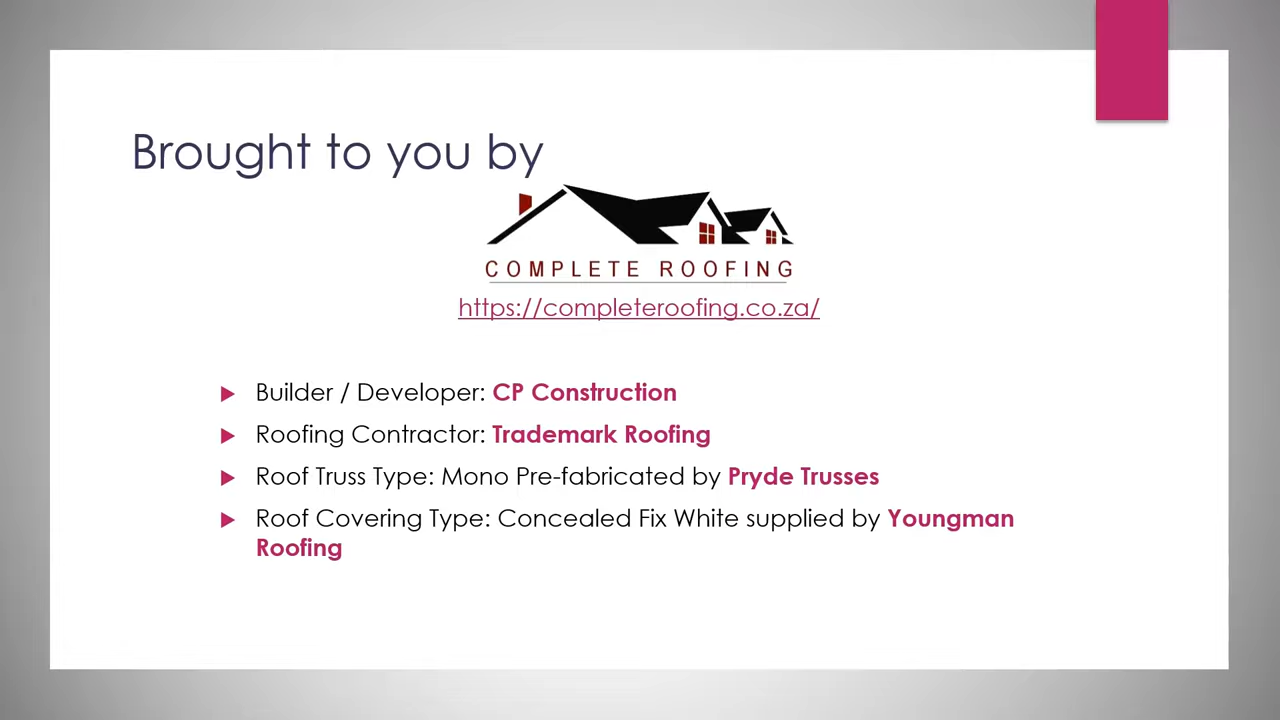 Brought to you by
COMPLETE ROOFING
https://completeroofing.co.za/
Builder / Developer: CP Construction
Roofing Contractor: Trademark Roofing
Roof Truss Type: Mono Pre-fabricated by Pryde Trusses
Roof Covering Type: Concealed Fix White supplied by Youngman
Roofing